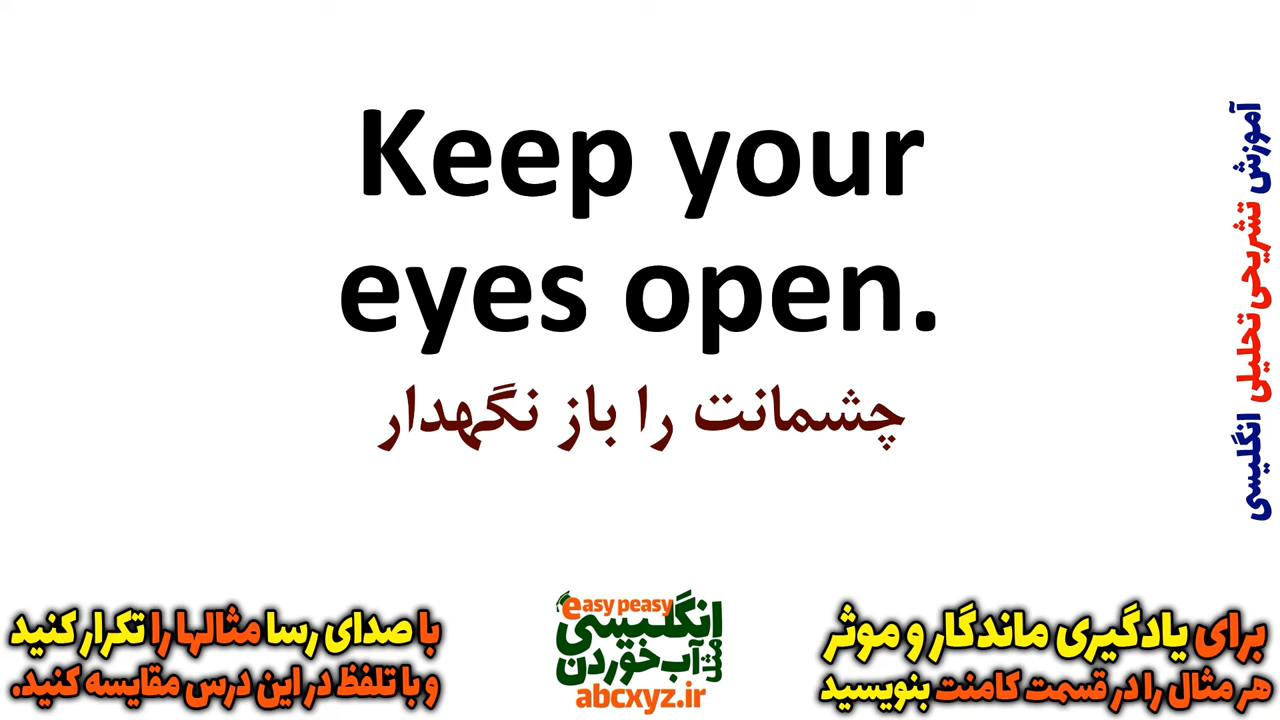 Keep your
eyes open.
چشمانت را باز نگهدار
آموزش تشریحی تحلیلی انگلیسی
برای یادگیری ماندگار و موثر
هر مثال را در قسمت کامنت بنویسید
easy peasy
انگلیسی
مثل آب خوردن
abcxyz.ir
با صدای رسا مثالها را تکرار کنید
و با تلفظ در این درس مقایسه کنید.